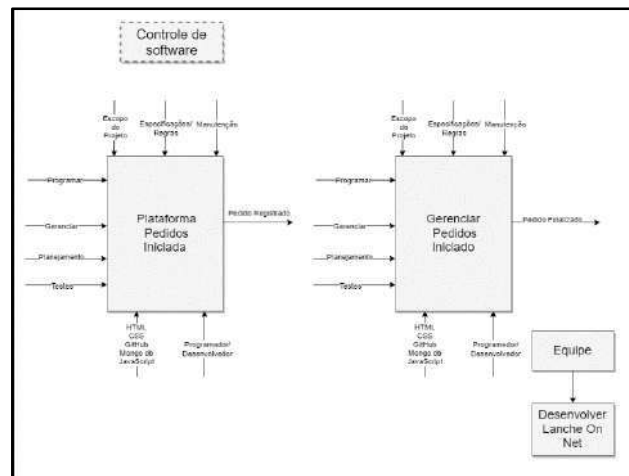 Controle de
software
Escopo
de
Projeto
Especificações/
Regras
Manutenção
Programar
Gerenciar
Planejamento
Testes
Plataforma
Pedidos
Iniciada
Pedido Registrado
HTML
CSS
GitHub
Mongo db
JavaScript
Programador/
Desenvolvedor
Escopo
de
Projeto
Especificações/
Regras
Manutenção
Programar
Gerenciar
Planejamento
Testes
Gerenciar
Pedidos
Iniciado
Pedido Finalizado
HTML
CSS
GitHub
Mongo db
JavaScript
Programador/
Desenvolvedor
Equipe
Desenvolver
Lanche On
Net